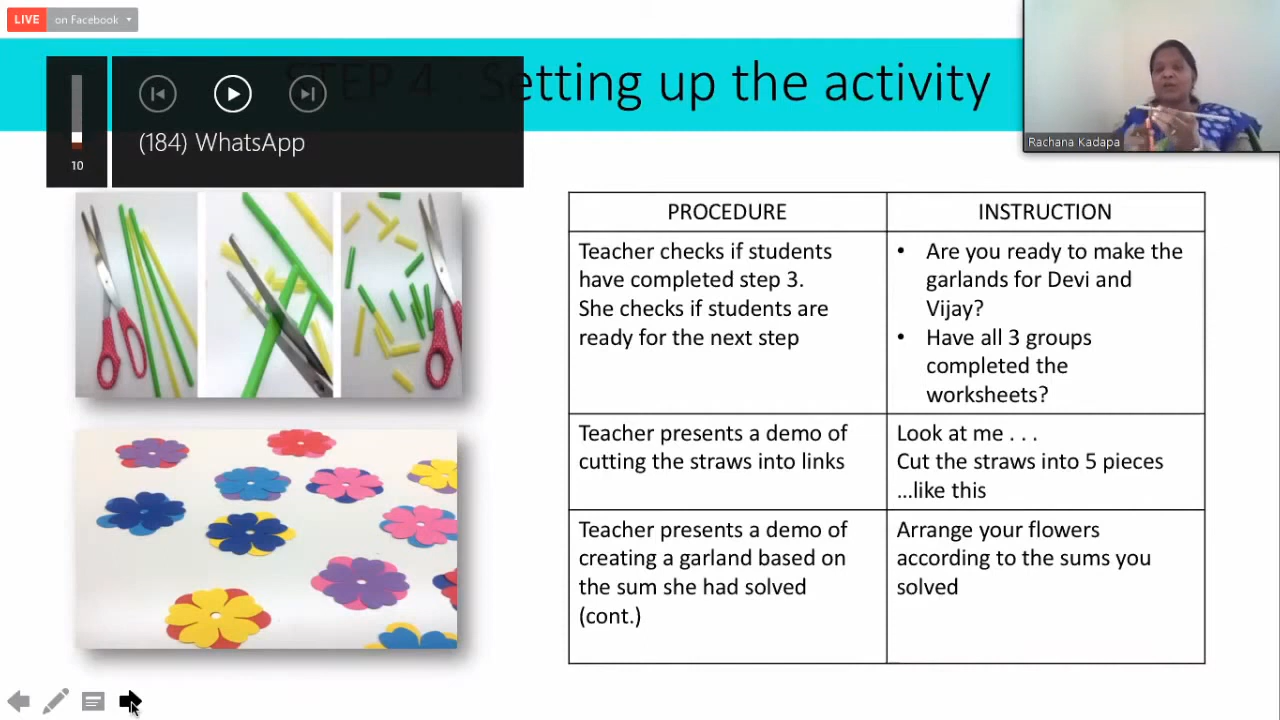 LIVE on Facebook
STEP 4 Setting up the activity
(184) WhatsApp
10
Rachana Kadapa
PROCEDURE
INSTRUCTION
Teacher checks if students
have completed step 3.
She checks if students are
ready for the next step
• Are you ready to make the
garlands for Devi and
Vijay?
• Have all 3 groups
completed the
worksheets?
Teacher presents a demo of
cutting the straws into links
Look at me . . .
Cut the straws into 5 pieces
...like this
Teacher presents a demo of
creating a garland based on
the sum she had solved
(cont.)
Arrange your flowers
according to the sums you
solved